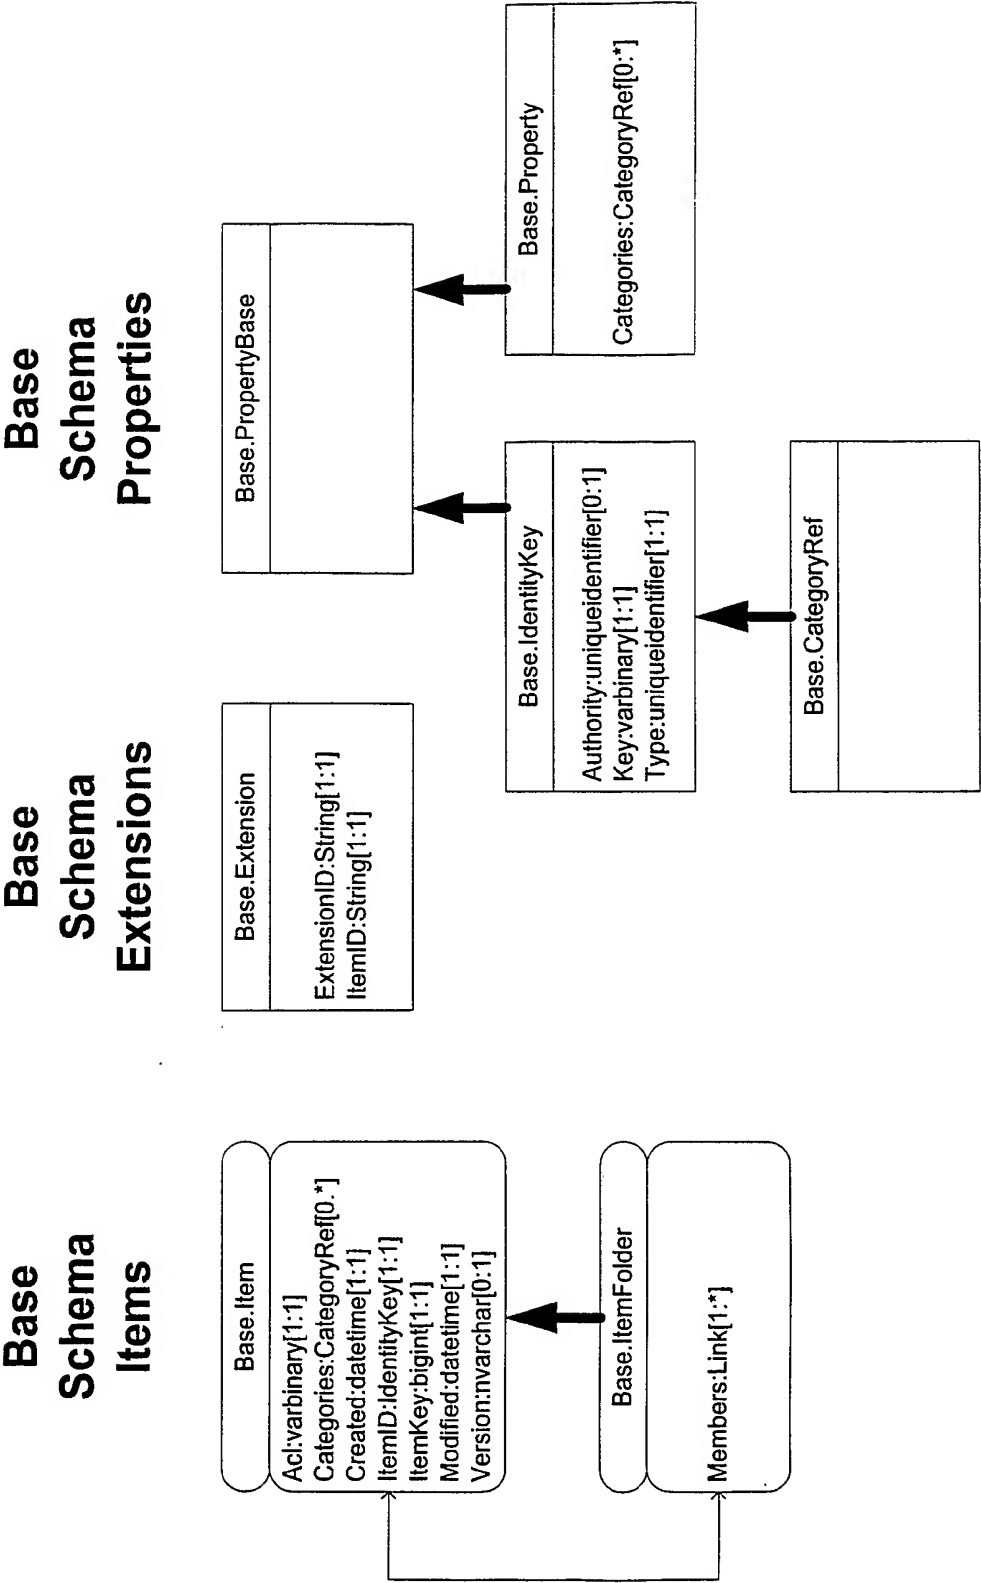 Base
Schema
Items
Base.Item
Acl:varbinary[1:1]
Categories:CategoryRef[0.*]
Created:datetime[1:1]
ItemID:IdentityKey[1:1]
ItemKey:bigint[1:1]
Modified:datetime[1:1]
Version:nvarchar[0:1]
Base.ItemFolder
Members:Link[1:*]
Base
Schema
Extensions
Base.Extension
ExtensionID:String[1:1]
ItemID:String[1:1]
Base
Schema
Properties
Base.PropertyBase
Base.IdentityKey
Authority:uniqueidentifier[0:1]
Key:varbinary[1:1]
Type:uniqueidentifier[1:1]
Base.Property
Categories:CategoryRef[0:*]
Base.CategoryRef